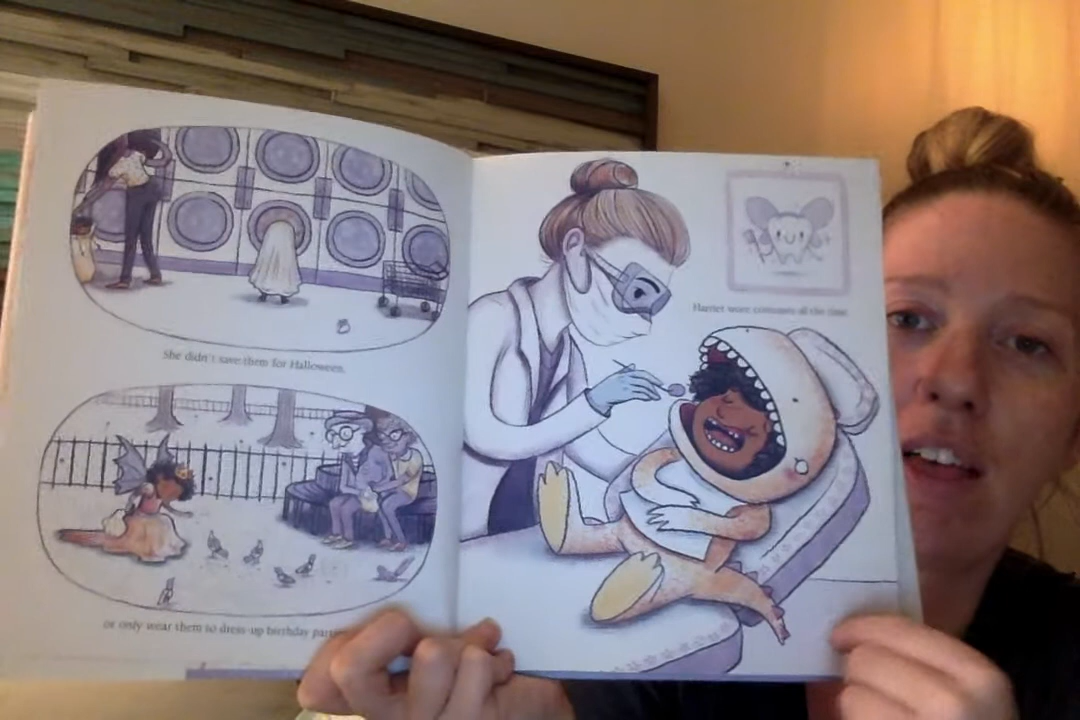 She didn't save them for Halloween,
or only wear them to dress-up birthday parties
Harriet wore costumes all the time.